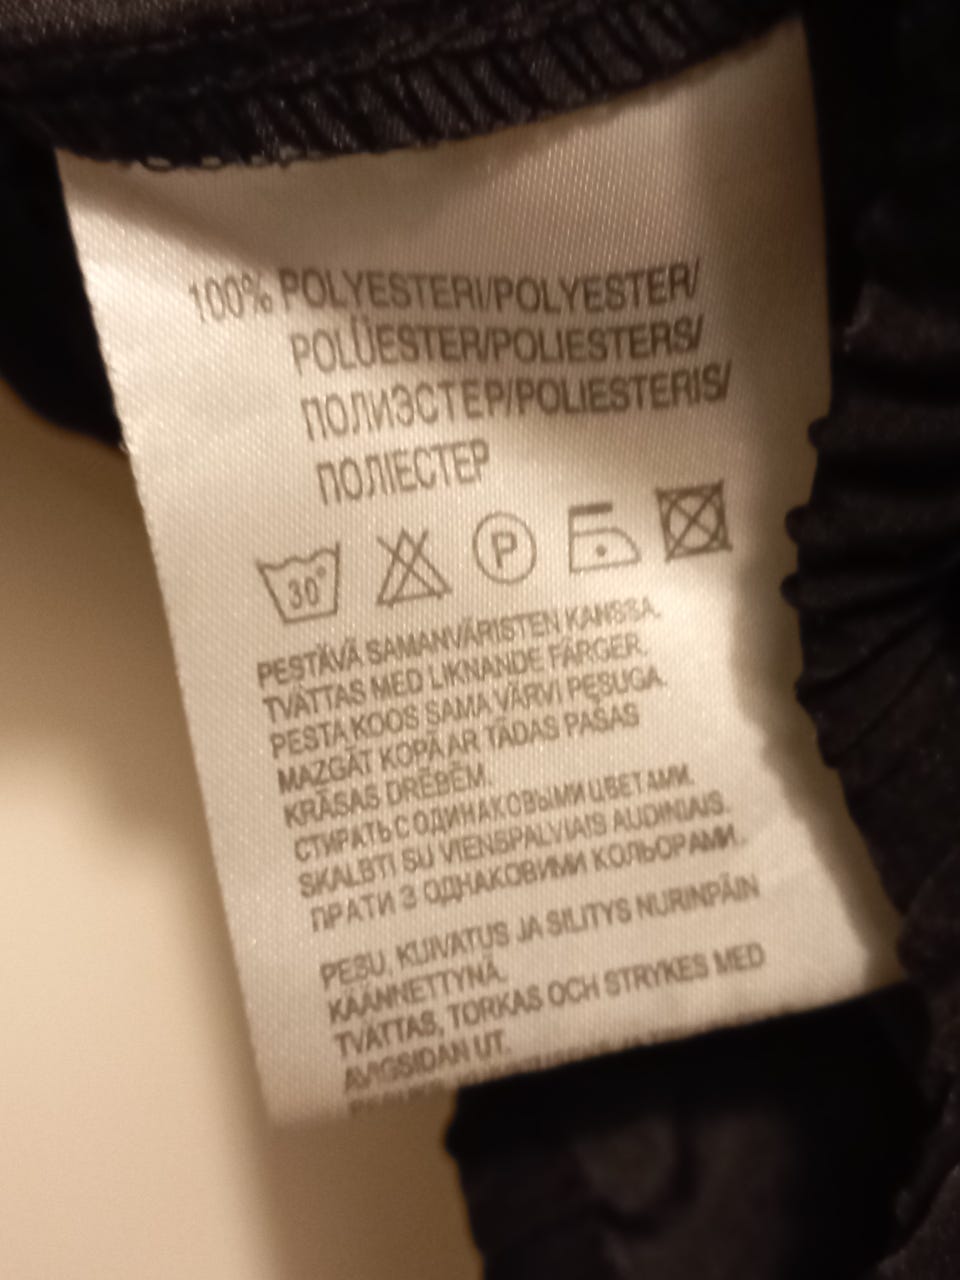 100% POLYESTERI/POLYESTER/
POLÜESTER/POLIESTERS/
ПОЛИЭСТЕР/POLIESTERIS/
ПОЛІЕСТЕР
30°
P
PESTÄVÄ SAMANVÄRISTEN KANSSA.
TVÄTTAS MED LIKNANDE FÄRGER.
PESTA KOOS SAMA VÄRVI PESUGA.
MAZGĀT KOPĀ AR TĀDAS PAŠAS
KRĀSAS DRĒBĒM.
СТИРАТЬ С ОДИНАКОВЫМИ ЦВЕТАМИ.
SKALBTI SU VIENSPALVIAIS AUDINIAIS.
ПРАТИ З ОДНАКОВИМИ КОЛЬОРАМИ.
PESU, KUIVATUS JA SILITYS NURINPÄIN
KÄÄNNETTYNÄ.
TVÄTTAS, TORKAS OCH STRYKES MED
AVIGSIDAN UT.